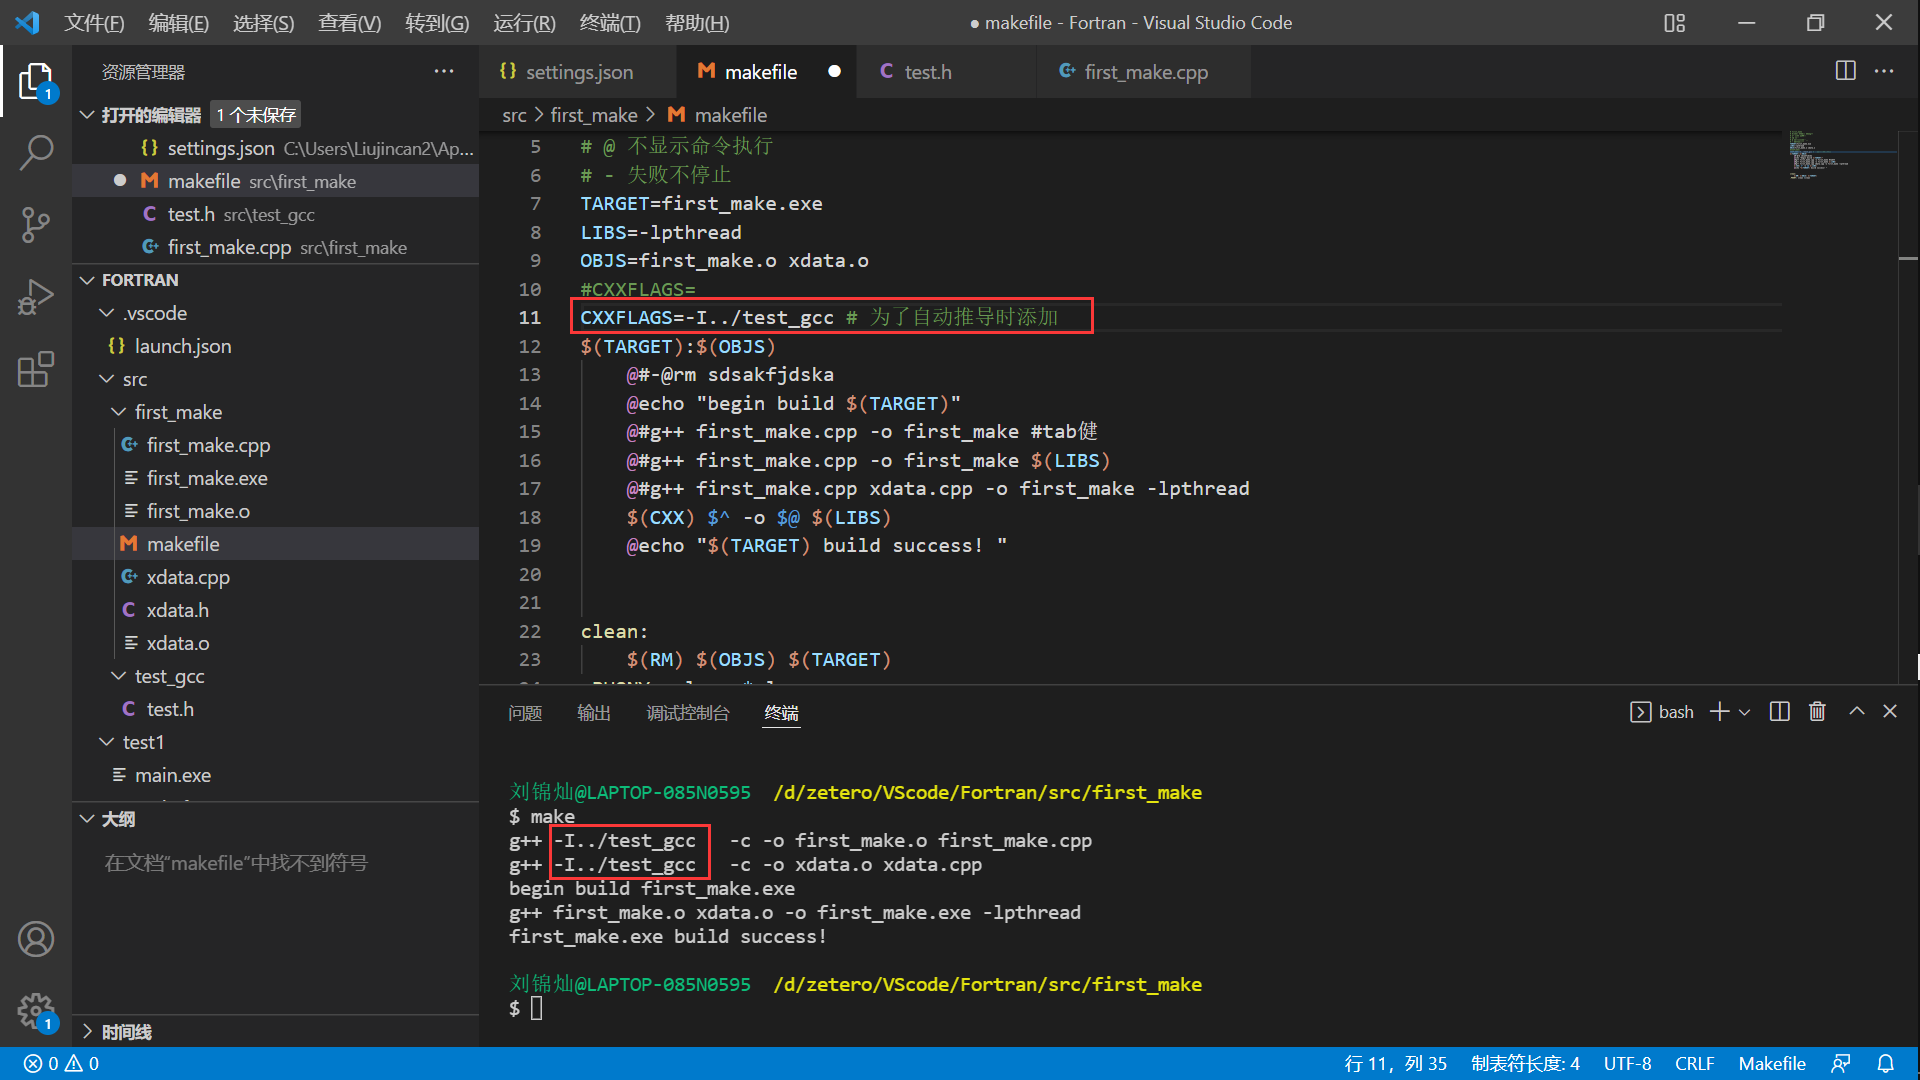 文件(F) 编辑(E) 选择(S) 查看(V) 转到(G) 运行(R) 终端(T) 帮助(H)
● makefile - Fortran - Visual Studio Code
资源管理器
打开的编辑器 1 个未保存
settings.json C:\Users\Liujincan2\Ap...
makefile src\first_make
test.h src\test_gcc
first_make.cpp src\first_make
FORTRAN
.vscode
launch.json
src
first_make
first_make.cpp
first_make.exe
first_make.o
makefile
xdata.cpp
xdata.h
xdata.o
test_gcc
test.h
test1
main.exe
大纲
在文档“makefile”中找不到符号
时间线
settings.json makefile test.h first_make.cpp
src > first_make > makefile
5 # @ 不显示命令执行
6 # - 失败不停止
7 TARGET=first_make.exe
8 LIBS=-lpthread
9 OBJS=first_make.o xdata.o
10 #CXXFLAGS=
11 CXXFLAGS=-I../test_gcc # 为了自动推导时添加
12 $(TARGET):$(OBJS)
13 @#-@rm sdsakfjdska
14 @echo "begin build $(TARGET)"
15 @#g++ first_make.cpp -o first_make #tab健
16 @#g++ first_make.cpp -o first_make $(LIBS)
17 @#g++ first_make.cpp xdata.cpp -o first_make -lpthread
18 $(CXX) $^ -o $@ $(LIBS)
19 @echo "$(TARGET) build success! "
20
21
22 clean:
23 $(RM) $(OBJS) $(TARGET)
问题 输出 调试控制台 终端
bash
刘锦灿@LAPTOP-085N0595 /d/zetero/VScode/Fortran/src/first_make
$ make
g++ -I../test_gcc -c -o first_make.o first_make.cpp
g++ -I../test_gcc -c -o xdata.o xdata.cpp
begin build first_make.exe
g++ first_make.o xdata.o -o first_make.exe -lpthread
first_make.exe build success!
刘锦灿@LAPTOP-085N0595 /d/zetero/VScode/Fortran/src/first_make
$
1
1
0 0
行 11，列 35 制表符长度: 4 UTF-8 CRLF Makefile